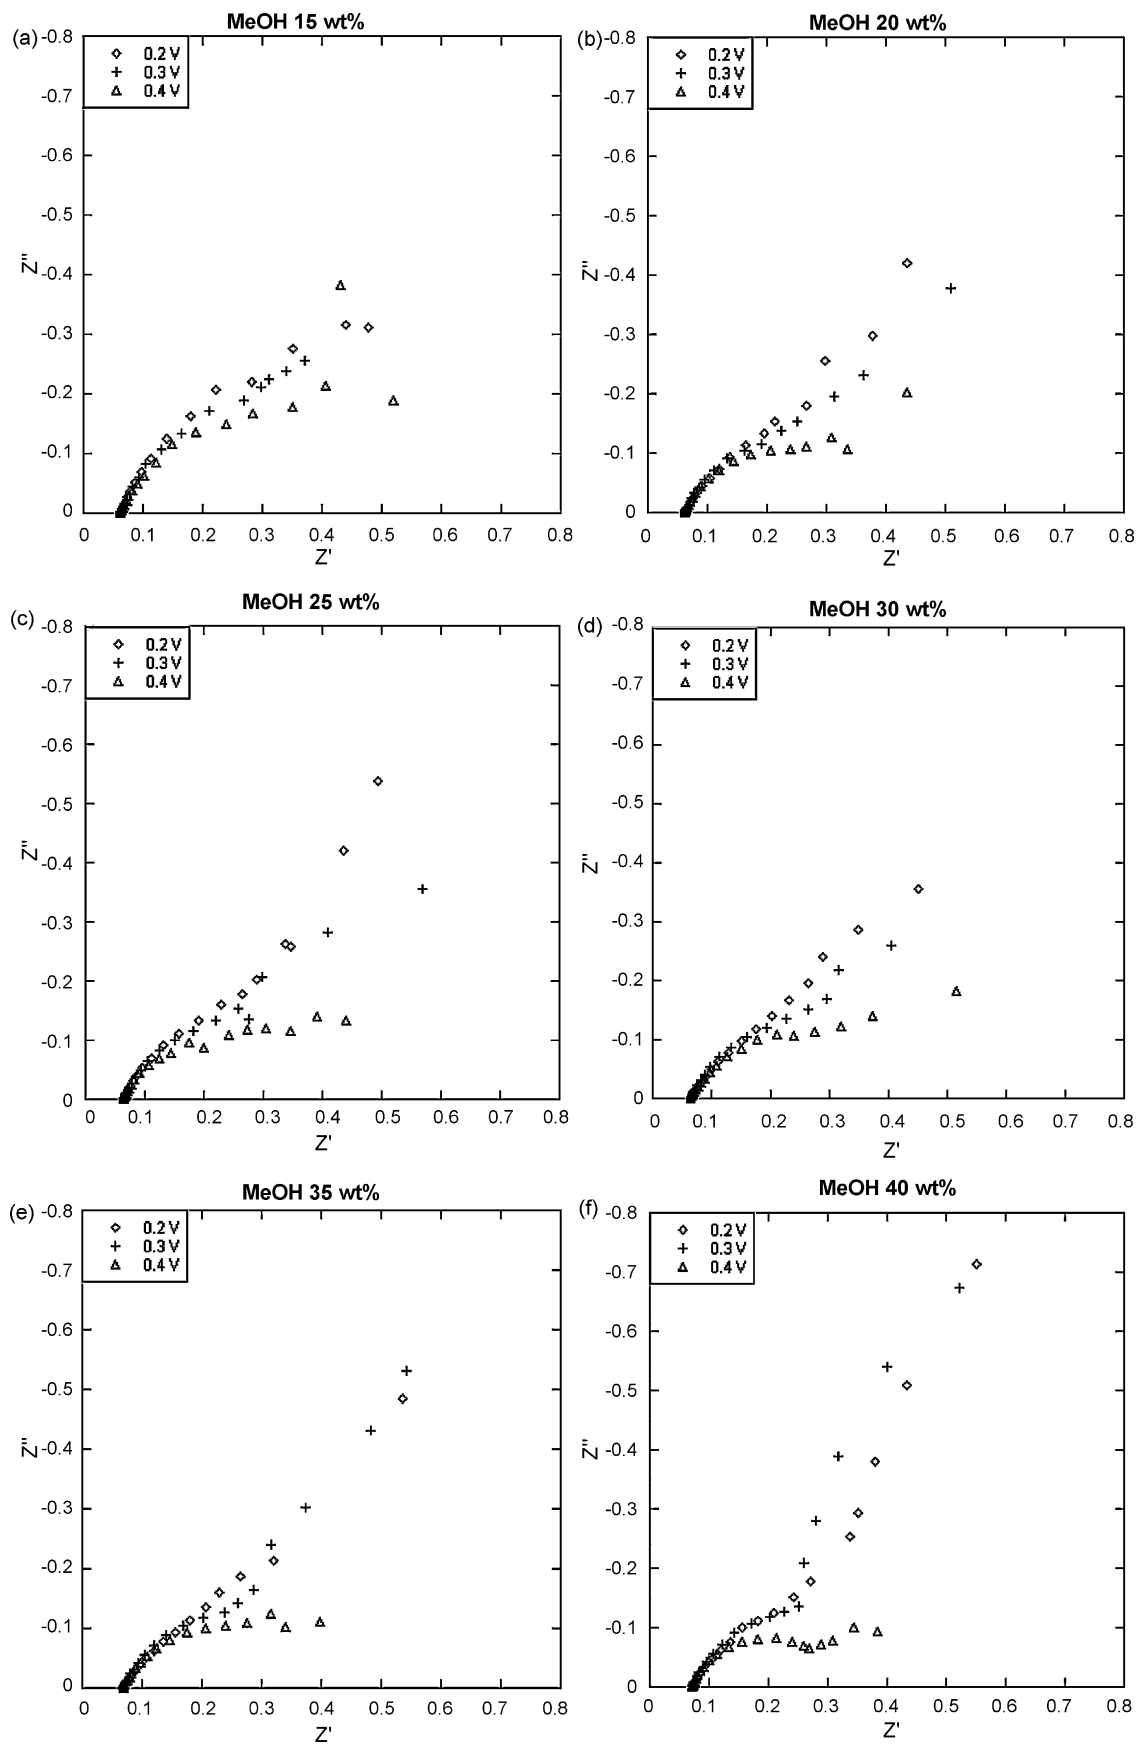 MeOH 15 wt%
(a)
0.2 V
0.3 V
0.4 V
-0.8
-0.7
-0.6
-0.5
-0.4
-0.3
-0.2
-0.1
0
Z"
0 0.1 0.2 0.3 0.4 0.5 0.6 0.7 0.8
Z'
MeOH 20 wt%
(b)
0.2 V
0.3 V
0.4 V
-0.8
-0.7
-0.6
-0.5
-0.4
-0.3
-0.2
-0.1
0
Z"
0 0.1 0.2 0.3 0.4 0.5 0.6 0.7 0.8
Z'
MeOH 25 wt%
(c)
0.2 V
0.3 V
0.4 V
-0.8
-0.7
-0.6
-0.5
-0.4
-0.3
-0.2
-0.1
0
Z"
0 0.1 0.2 0.3 0.4 0.5 0.6 0.7 0.8
Z'
MeOH 30 wt%
(d)
0.2 V
0.3 V
0.4 V
-0.8
-0.7
-0.6
-0.5
-0.4
-0.3
-0.2
-0.1
0
Z"
0 0.1 0.2 0.3 0.4 0.5 0.6 0.7 0.8
Z'
MeOH 35 wt%
(e)
0.2 V
0.3 V
0.4 V
-0.8
-0.7
-0.6
-0.5
-0.4
-0.3
-0.2
-0.1
0
Z"
0 0.1 0.2 0.3 0.4 0.5 0.6 0.7 0.8
Z'
MeOH 40 wt%
(f)
0.2 V
0.3 V
0.4 V
-0.8
-0.7
-0.6
-0.5
-0.4
-0.3
-0.2
-0.1
0
Z"
0 0.1 0.2 0.3 0.4 0.5 0.6 0.7 0.8
Z'